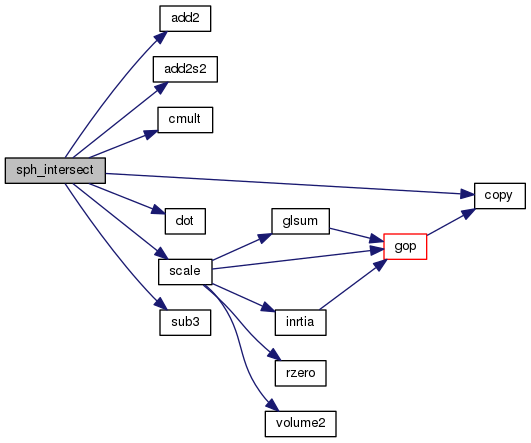 add2
add2s2
cmult
sph_intersect
copy
dot
glsum
gop
scale
inrtia
sub3
rzero
volume2